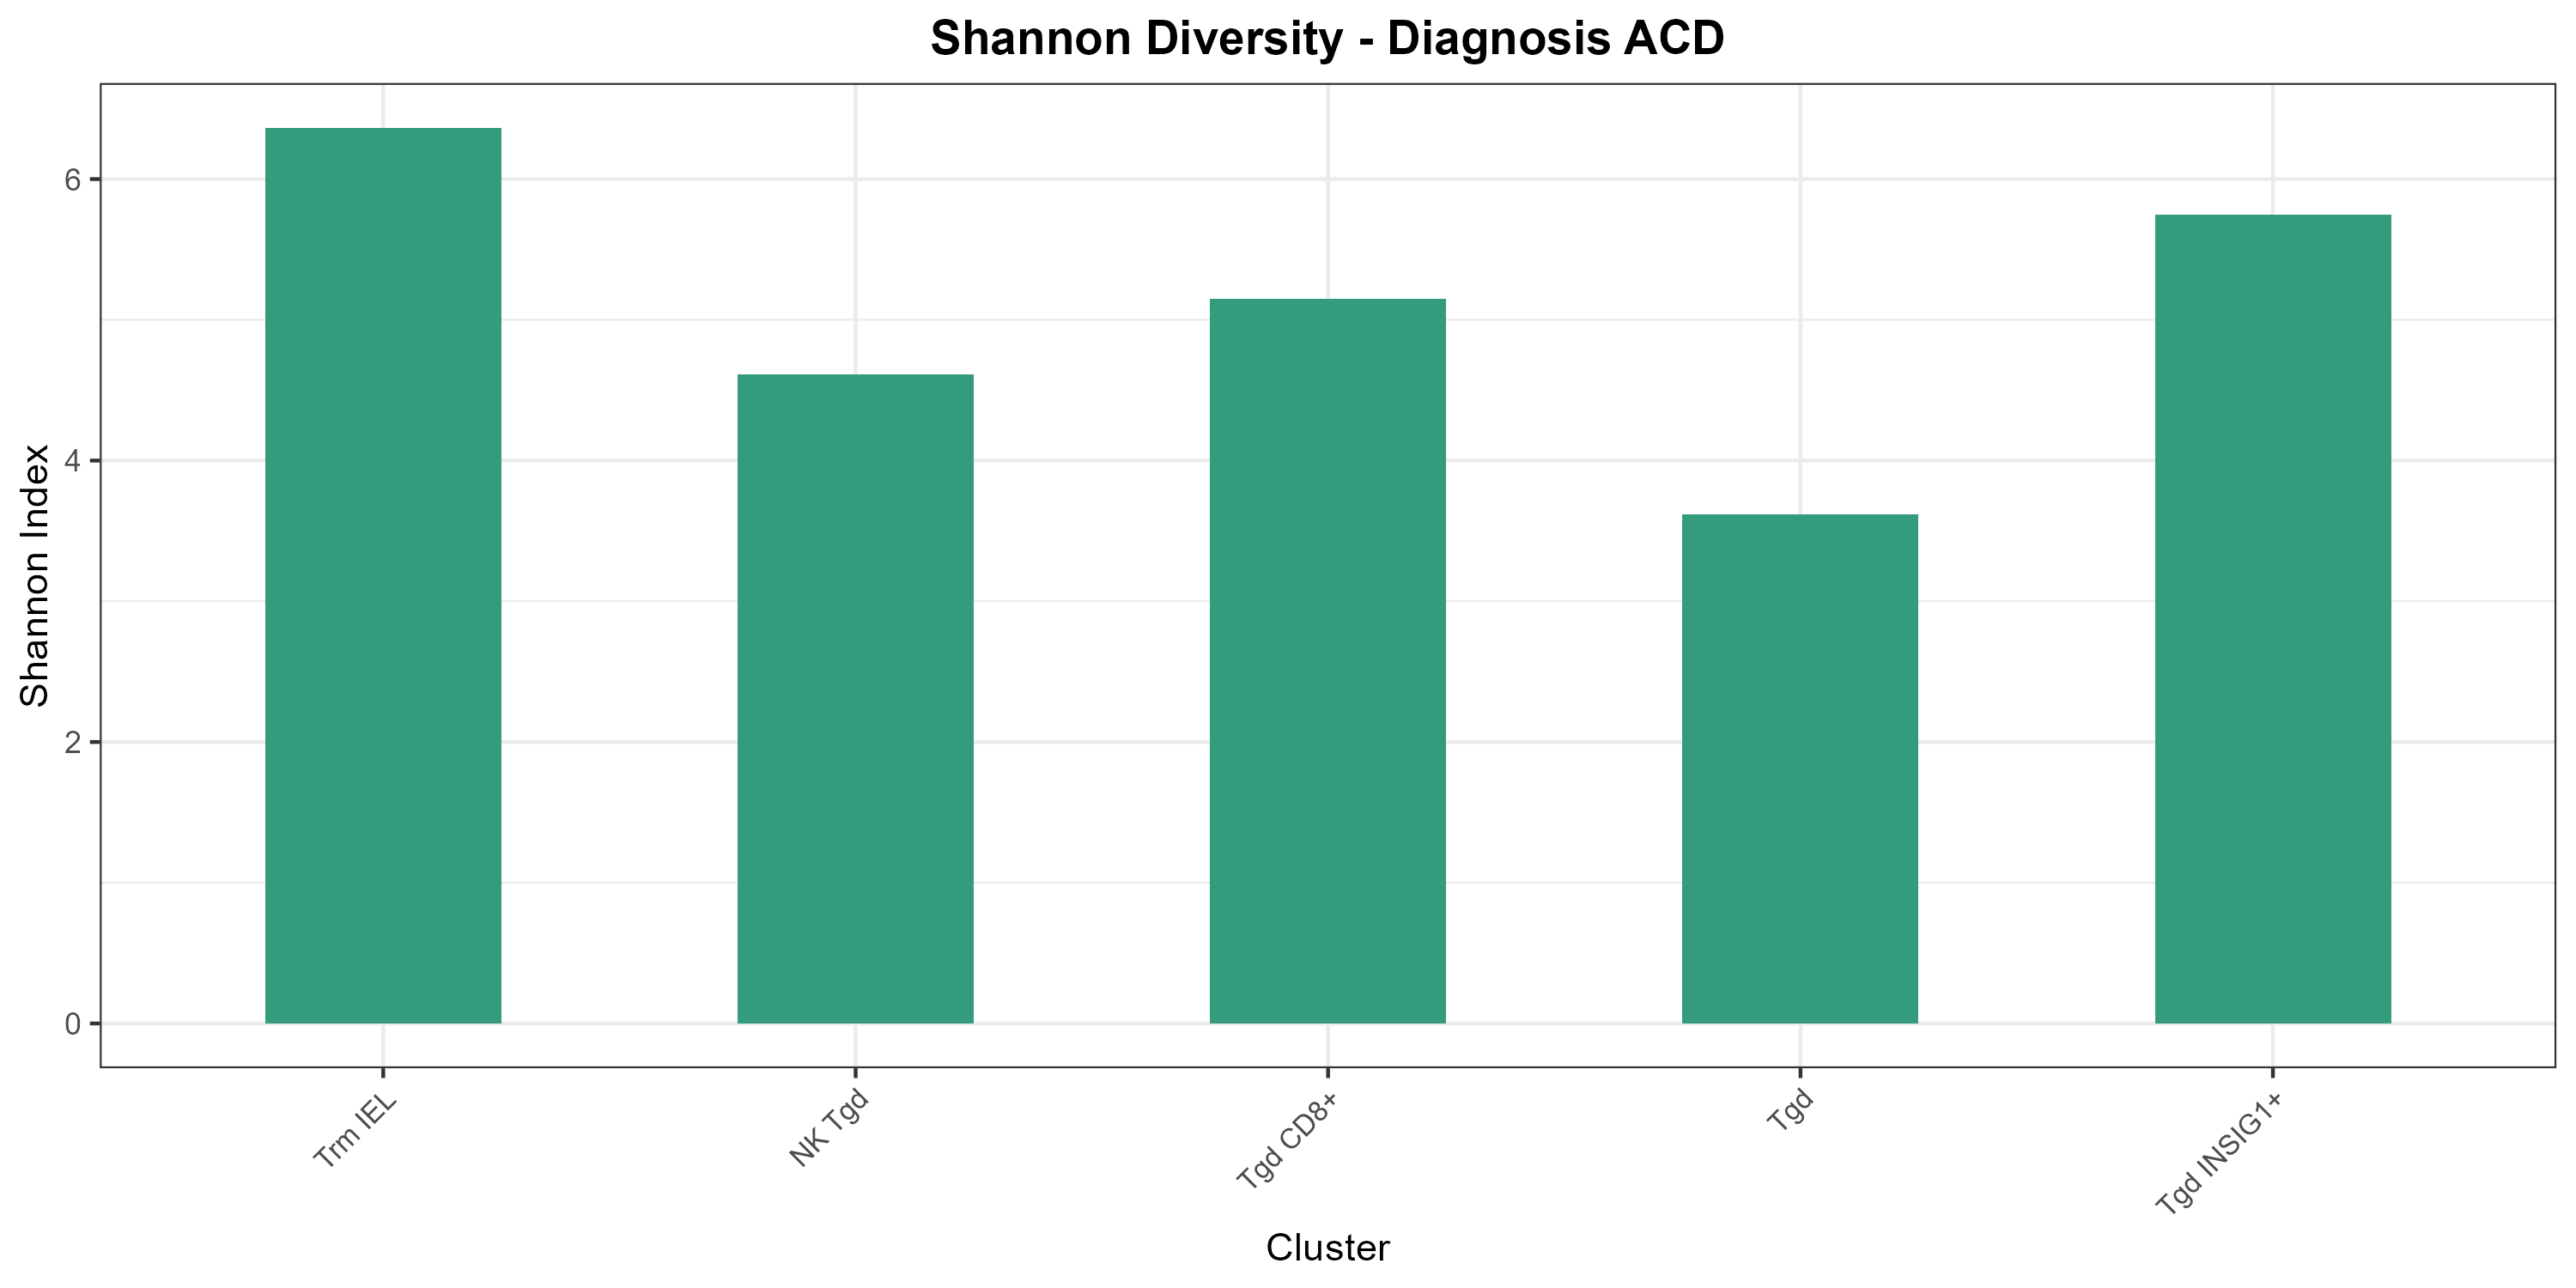 Shannon Diversity - Diagnosis ACD
Shannon Index
6
4
2
0
Trm IEL
NK Tgd
Tgd CD8+
Tgd
Tgd INSIG1+
Cluster